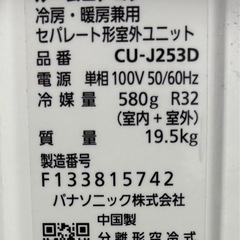 冷房・暖房兼用
セパレート形室外ユニット
品番 CU-J253D
電源 単相100V 50/60Hz
冷媒量 580g R32
(室内+室外)
質量 19.5kg
製造番号
F133815742
パナソニック株式会社
中国製
分離形空冷式